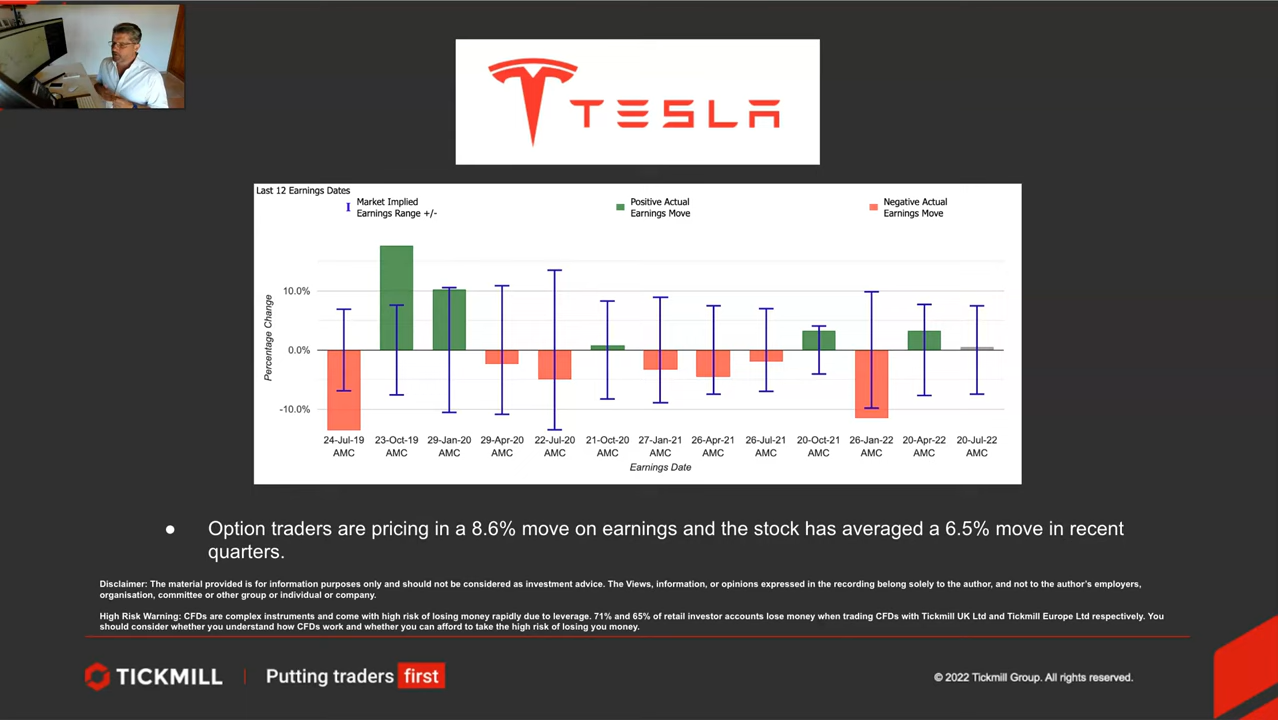 TESLA
Last 12 Earnings Dates
Market Implied
Earnings Range +/-
Positive Actual
Earnings Move
Negative Actual
Earnings Move
Percentage Change
10.0%
0.0%
-10.0%
24-Jul-19 23-Oct-19 29-Jan-20 29-Apr-20 22-Jul-20 21-Oct-20 27-Jan-21 26-Apr-21 26-Jul-21 20-Oct-21 26-Jan-22 20-Apr-22 20-Jul-22
AMC AMC AMC AMC AMC AMC AMC AMC AMC AMC AMC AMC AMC
Earnings Date
● Option traders are pricing in a 8.6% move on earnings and the stock has averaged a 6.5% move in recent
quarters.
Disclaimer: The material provided is for information purposes only and should not be considered as investment advice. The Views, information, or opinions expressed in the recording belong solely to the author, and not to the author's employers,
organisation, committee or other group or individual or company.
High Risk Warning: CFDs are complex instruments and come with high risk of losing money rapidly due to leverage. 71% and 65% of retail investor accounts lose money when trading CFDs with Tickmill UK Ltd and Tickmill Europe Ltd respectively. You
should consider whether you understand how CFDs work and whether you can afford to take the high risk of losing you money.
TICKMILL | Putting traders first
© 2022 Tickmill Group. All rights reserved.